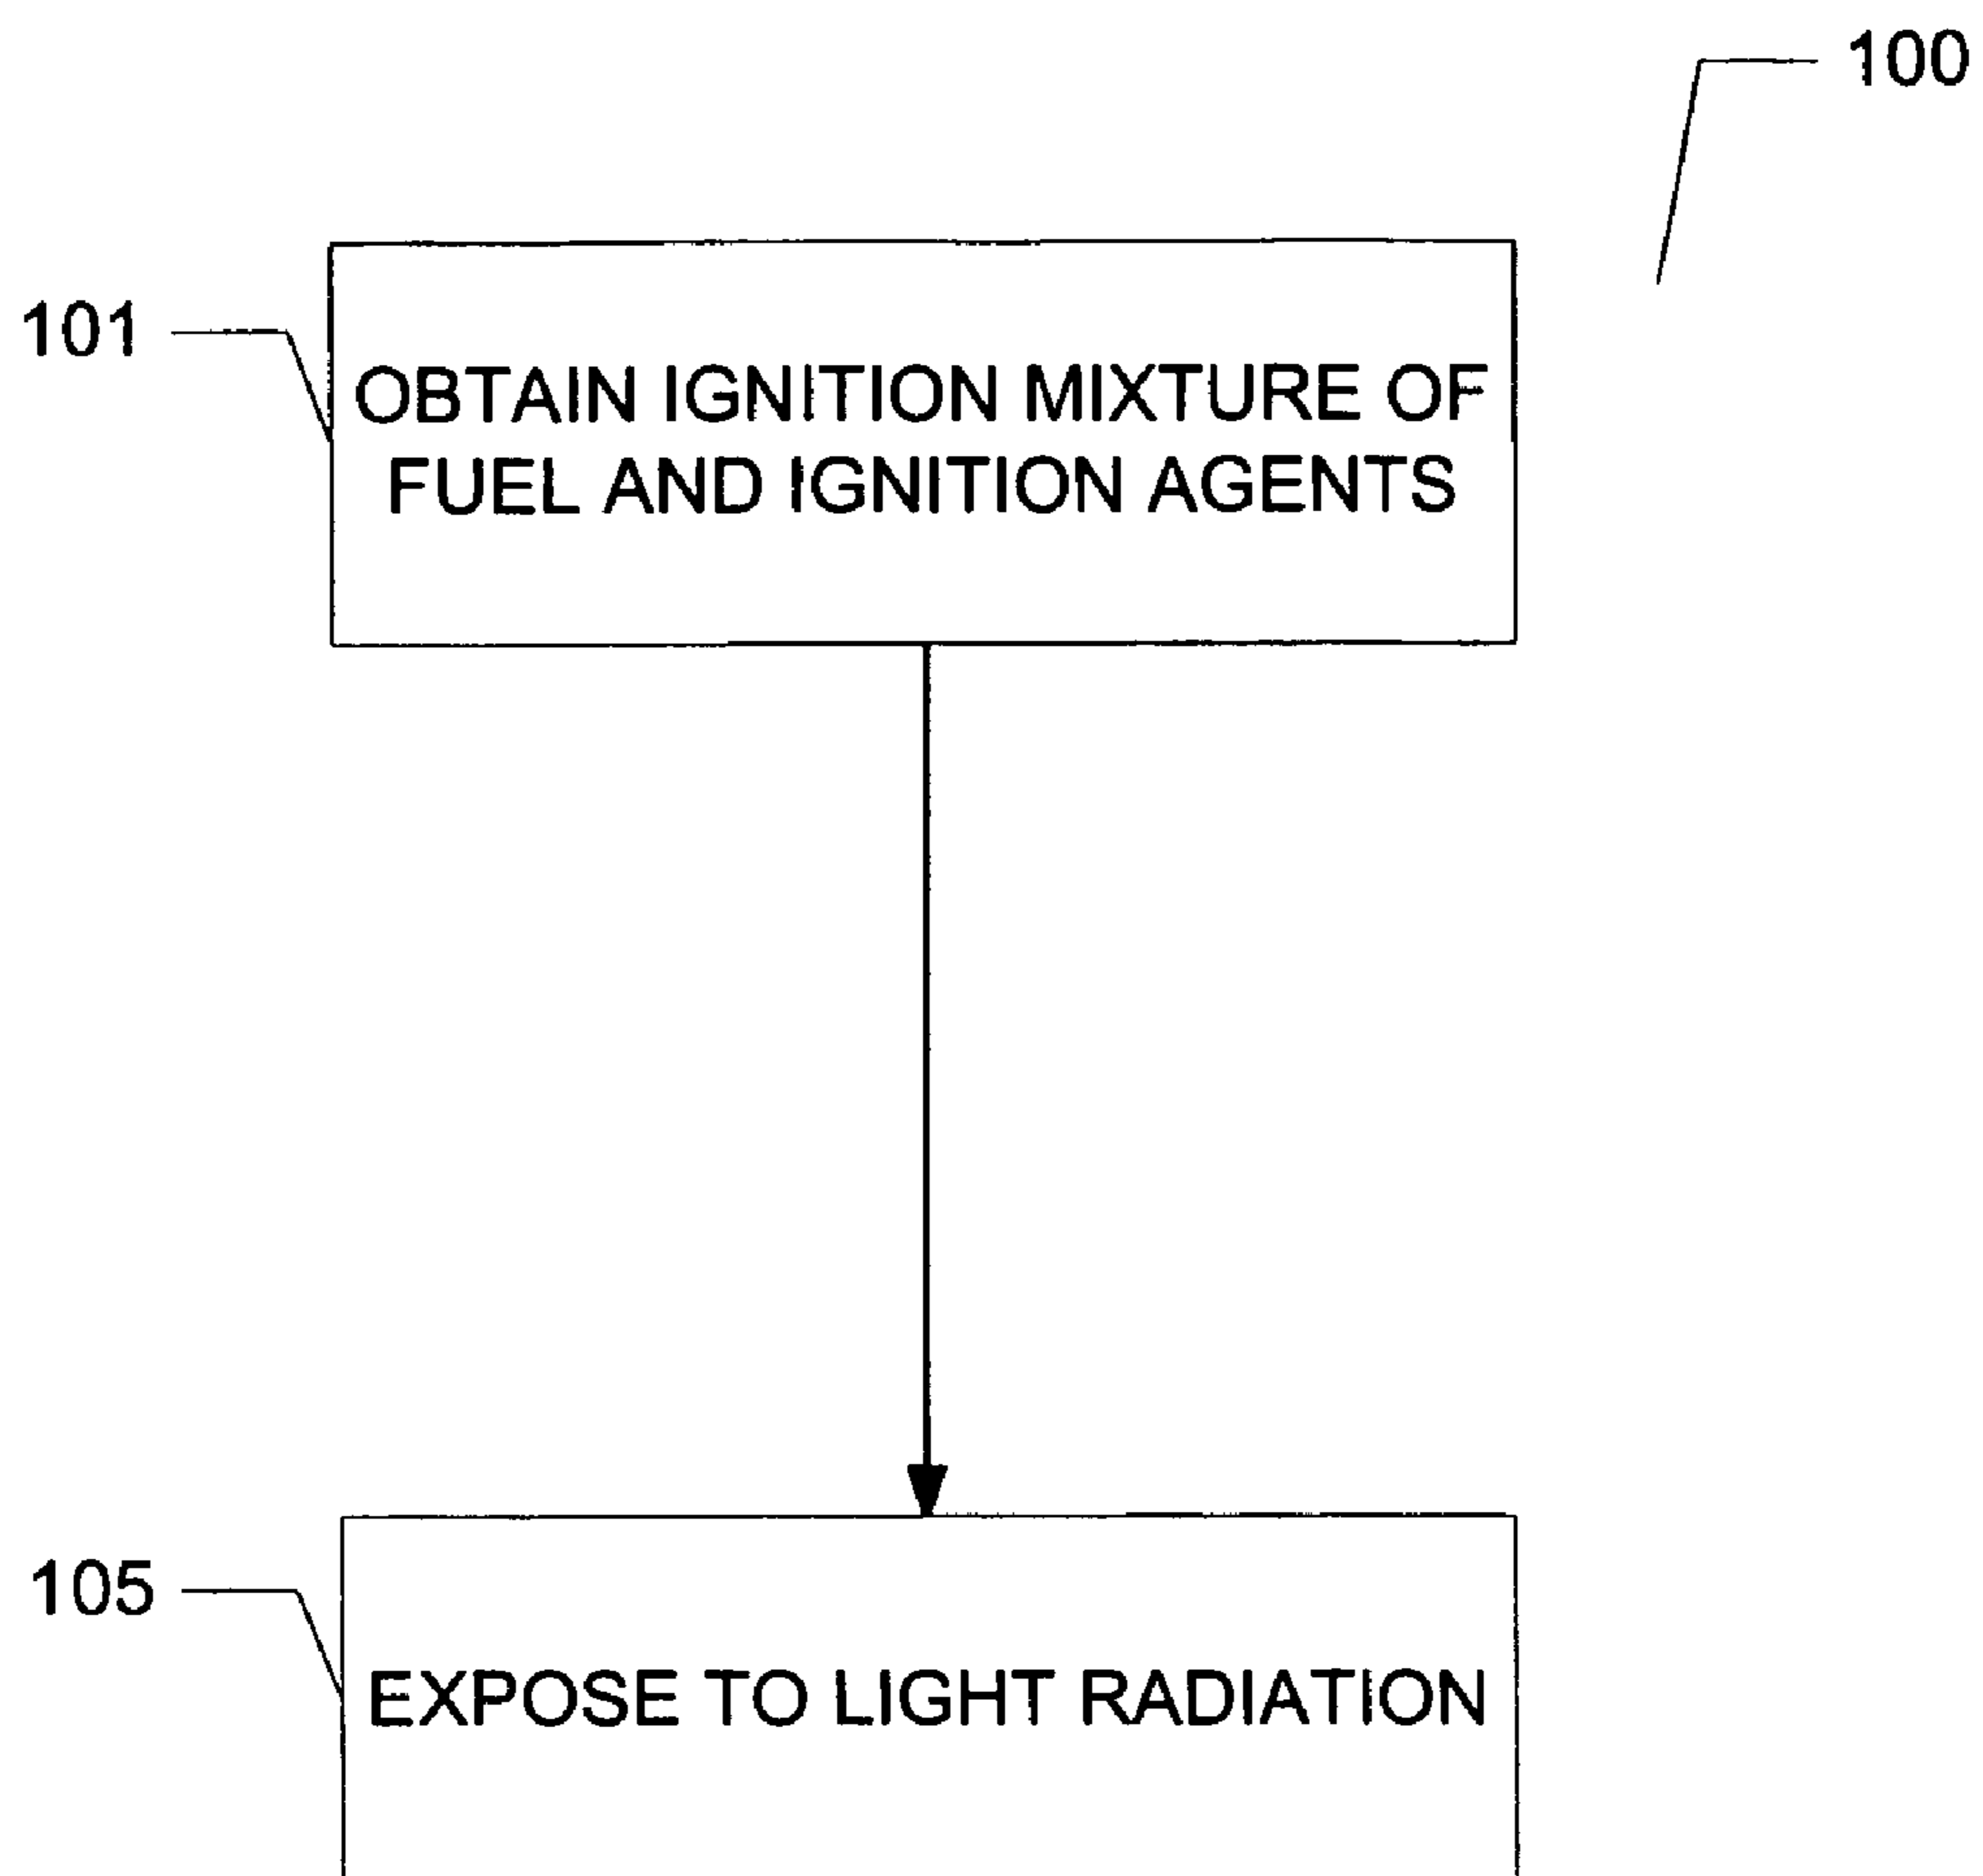 100
101
OBTAIN IGNITION MIXTURE OF
FUEL AND IGNITION AGENTS
105
EXPOSE TO LIGHT RADIATION